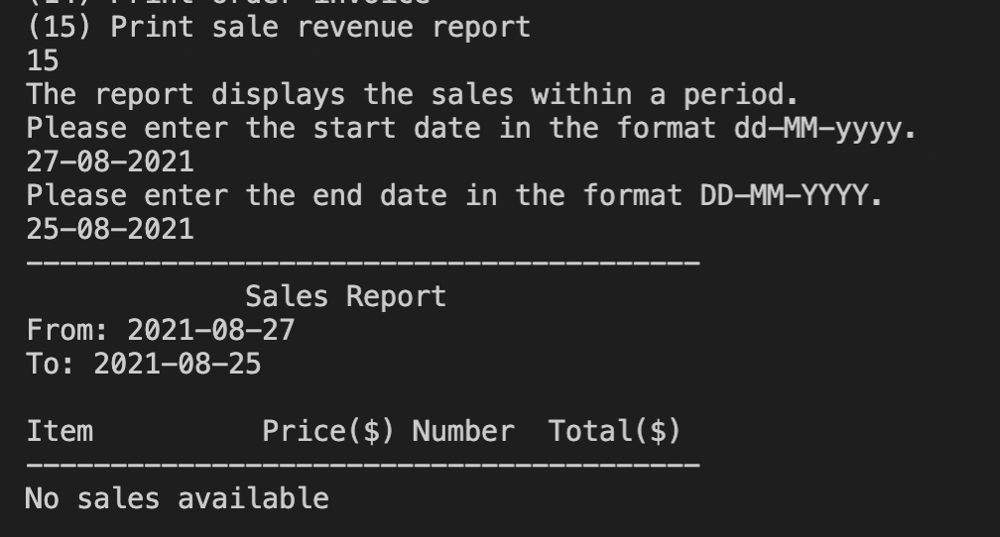 (15) Print sale revenue report
15
The report displays the sales within a period.
Please enter the start date in the format dd-MM-yyyy.
27-08-2021
Please enter the end date in the format DD-MM-YYYY.
25-08-2021
----------------------------------------
Sales Report
From: 2021-08-27
To: 2021-08-25
Item Price($) Number Total($)
----------------------------------------
No sales available